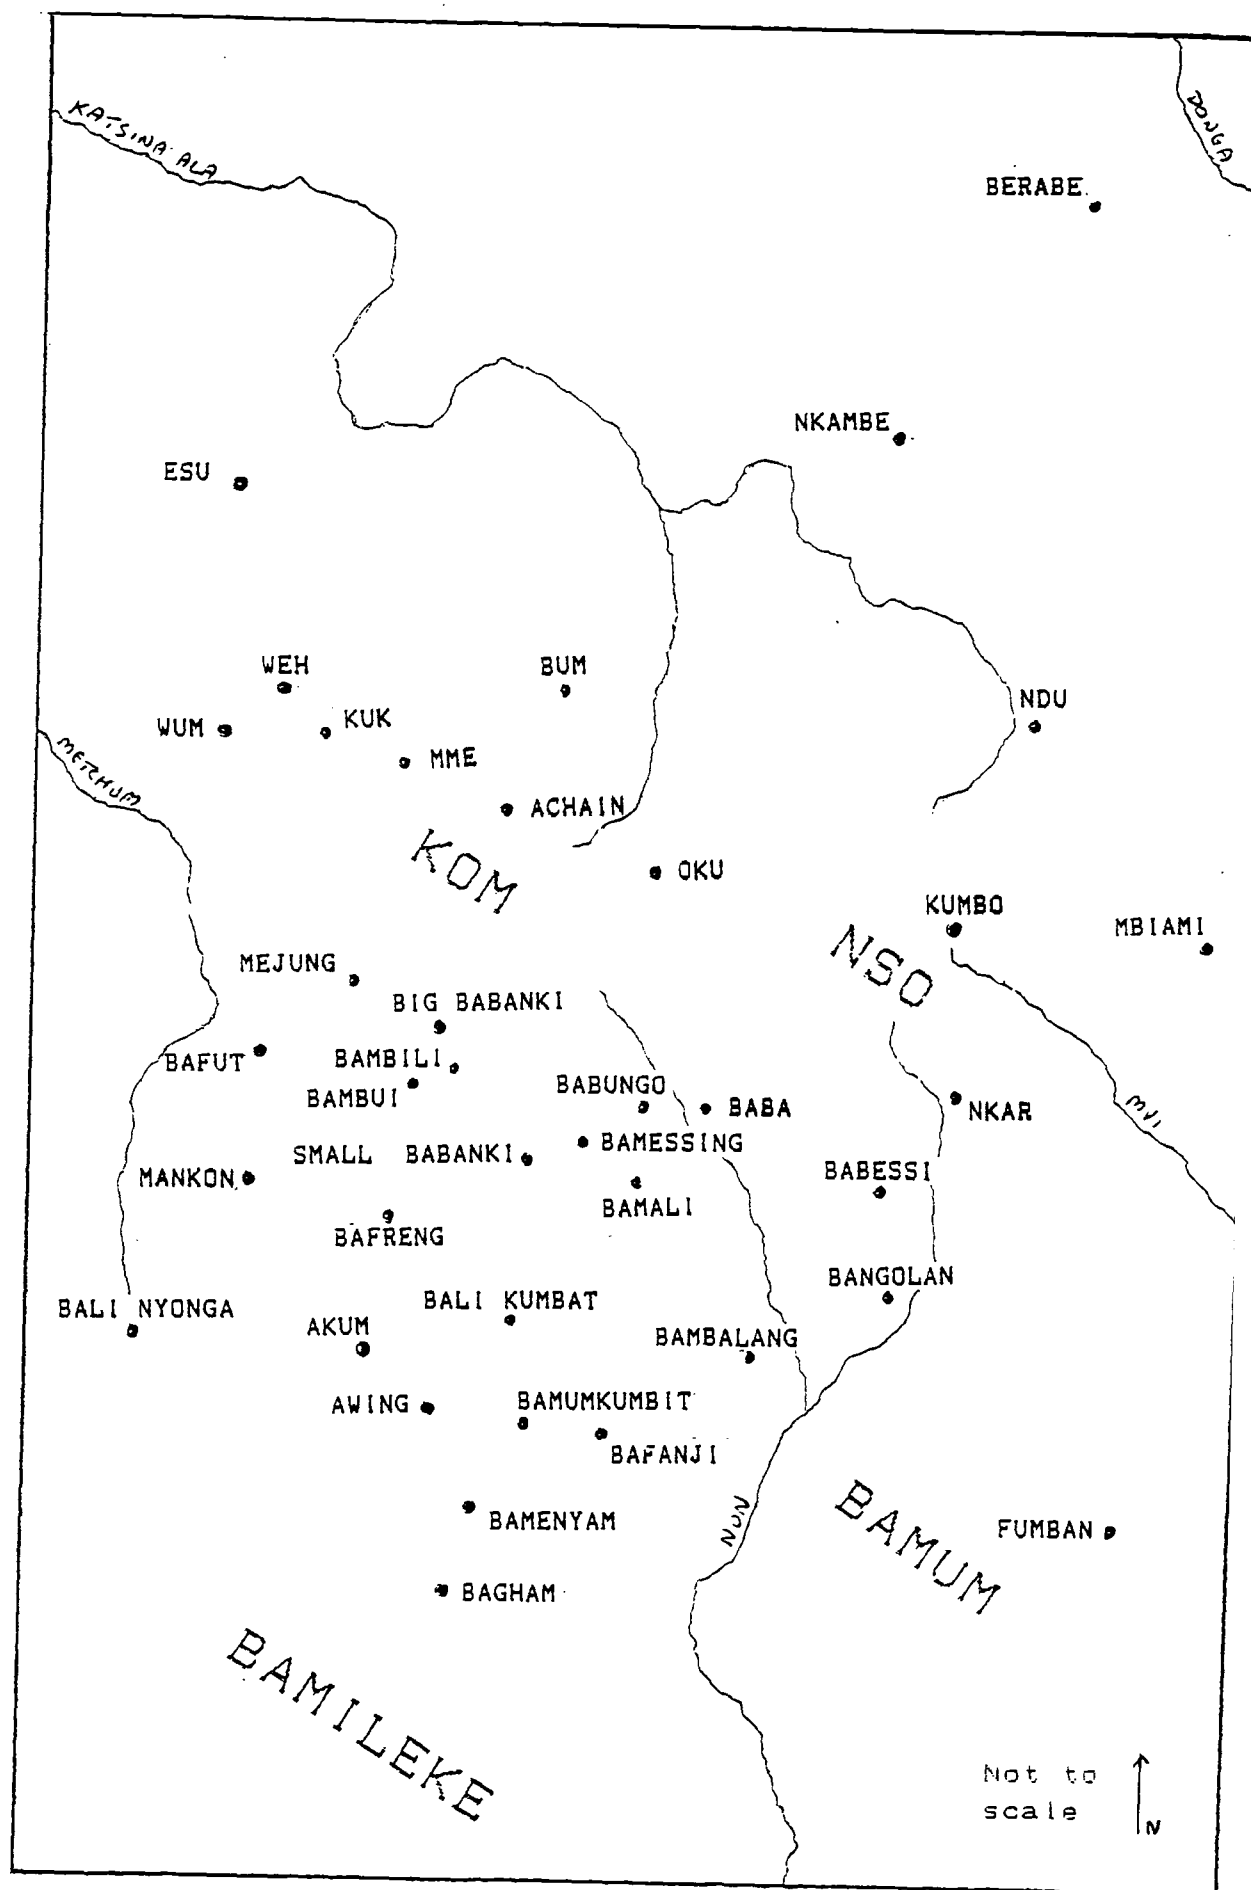 KATSINA ALA
DONGA
BERABE
NKAMBE
ESU
WEH
BUM
NDU
WUM
KUK
METCHUM
MME
ACHAIN
KOM
OKU
KUMBO
MBIAMI
NSO
MEJUNG
BIG BABANKI
BAFUT
BAMBILI
BAMBUI
BABUNGO
BABA
NKAR
MVI
SMALL BABANKI
BAMESSING
MANKON
BABESSI
BAMALI
BAFRENG
BANGOLAN
BALI NYONGA
BALI KUMBAT
AKUM
BAMBALANG
AWING
BAMUMKUMBIT
BAFANJI
BAMENYAM
NUN
BAMUM
FUMBAN
BAGHAM
BAMILEKE
Not to
scale
N